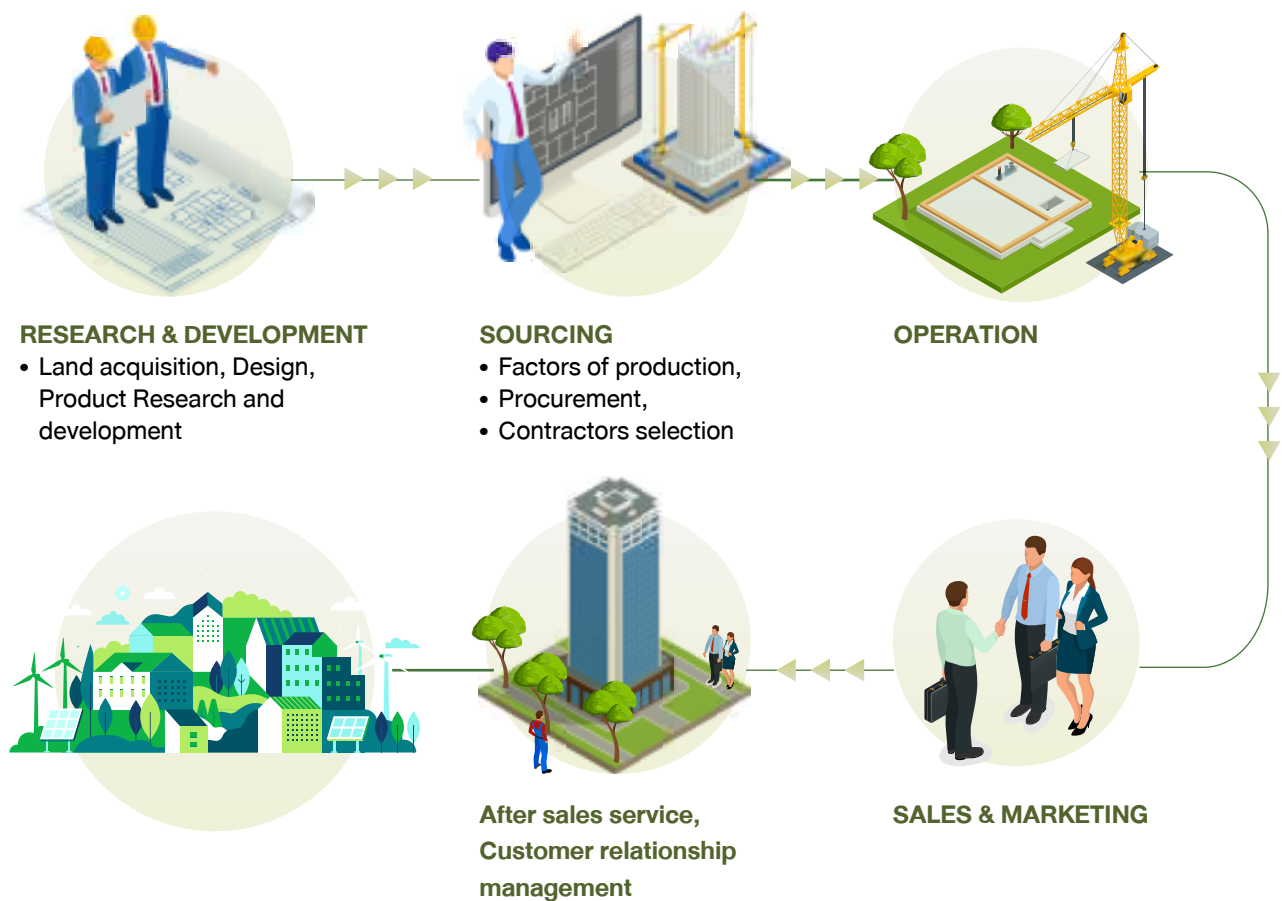 RESEARCH & DEVELOPMENT
• Land acquisition, Design,
Product Research and
development
SOURCING
• Factors of production,
• Procurement,
• Contractors selection
OPERATION
After sales service,
Customer relationship
management
SALES & MARKETING